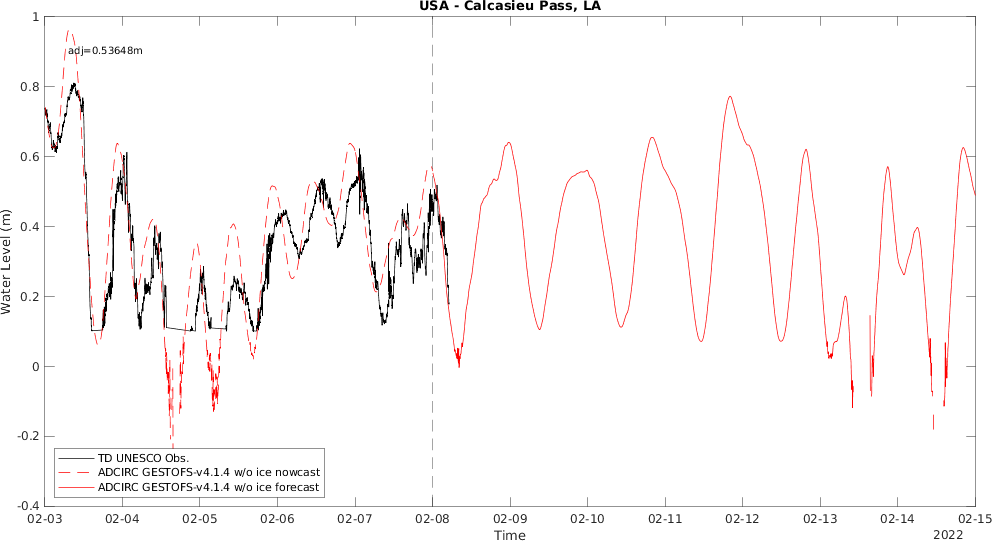 USA - Calcasieu Pass, LA
adj=0.53648m
Water Level (m)
1
0.8
0.6
0.4
0.2
0
-0.2
-0.4
TD UNESCO Obs.
ADCIRC GESTOFS-v4.1.4 w/o ice nowcast
ADCIRC GESTOFS-v4.1.4 w/o ice forecast
02-03 02-04 02-05 02-06 02-07 02-08 02-09 02-10 02-11 02-12 02-13 02-14 02-15
Time
2022